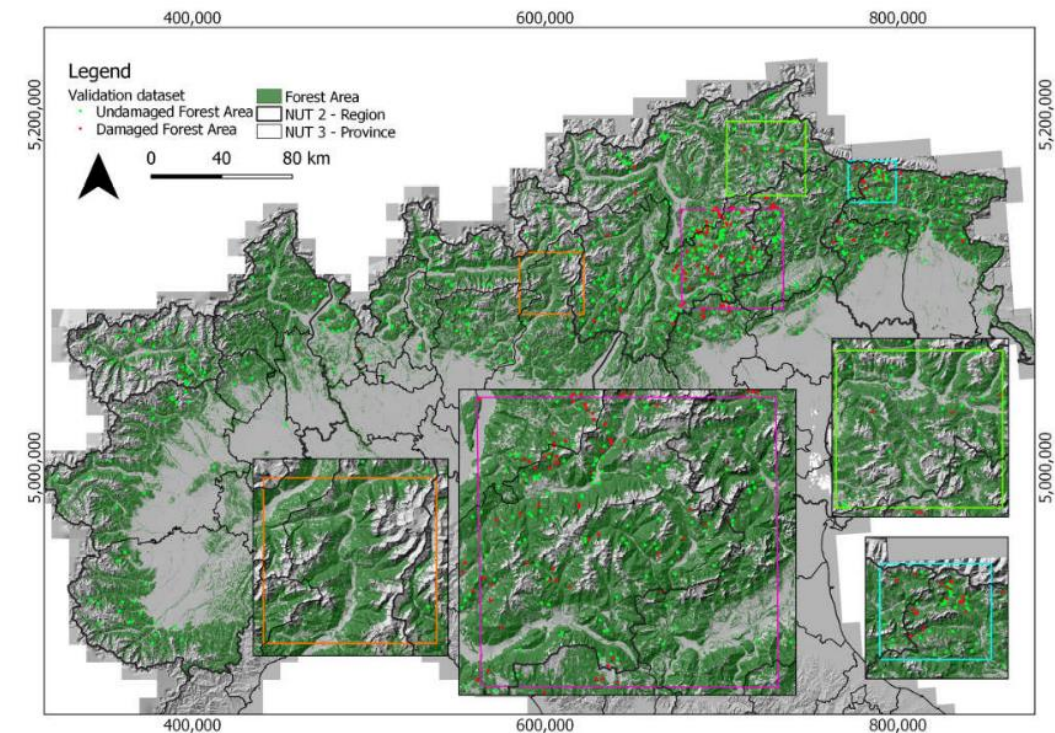 400,000 600,000 800,000
Legend
Validation dataset
Undamaged Forest Area
Damaged Forest Area
Forest Area
NUT 2 - Region
NUT 3 - Province
0 40 80 km
5,200,000
5,200,000
5,000,000
5,000,000
400,000 600,000 800,000